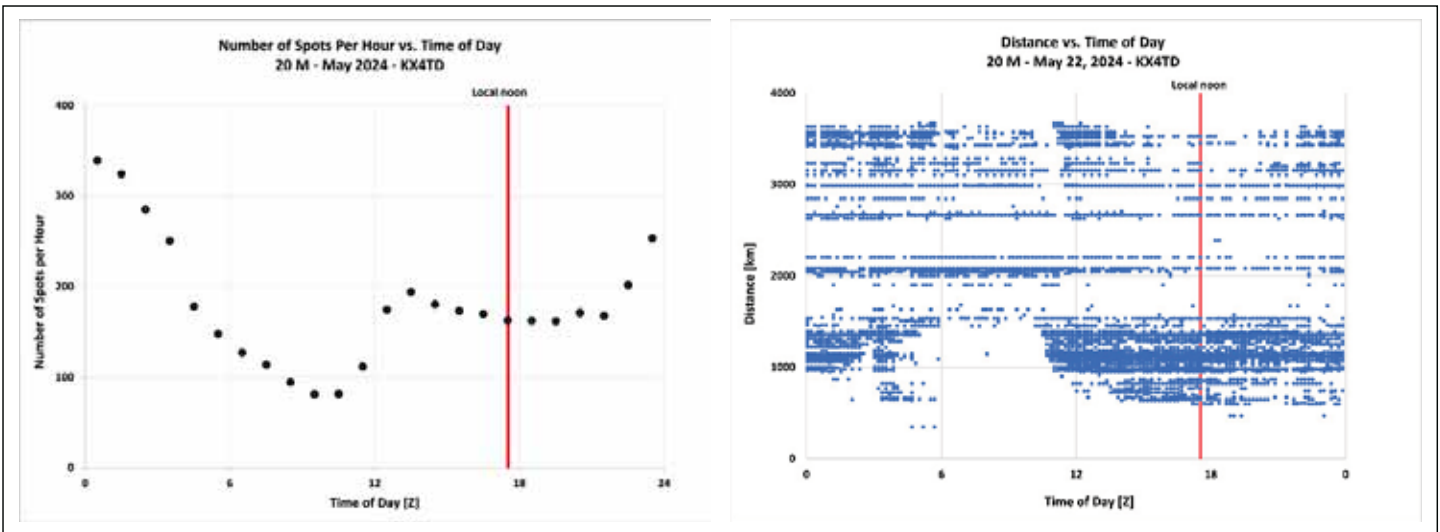 Number of Spots Per Hour vs. Time of Day
20 M - May 2024 - KX4TD
Local noon
400
300
200
100
0
Number of Spots per Hour
0 6 12 18 24
Time of Day [Z]
Distance vs. Time of Day
20 M - May 22, 2024 - KX4TD
Local noon
4000
3000
2000
1000
0
Distance [km]
0 6 12 18 0
Time of Day [Z]